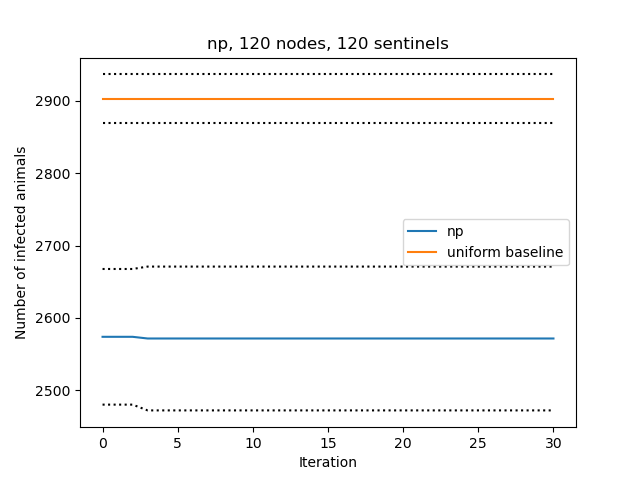 np, 120 nodes, 120 sentinels
Number of infected animals
2900
2800
2700
2600
2500
np
uniform baseline
0
5
10
15
20
25
30
Iteration